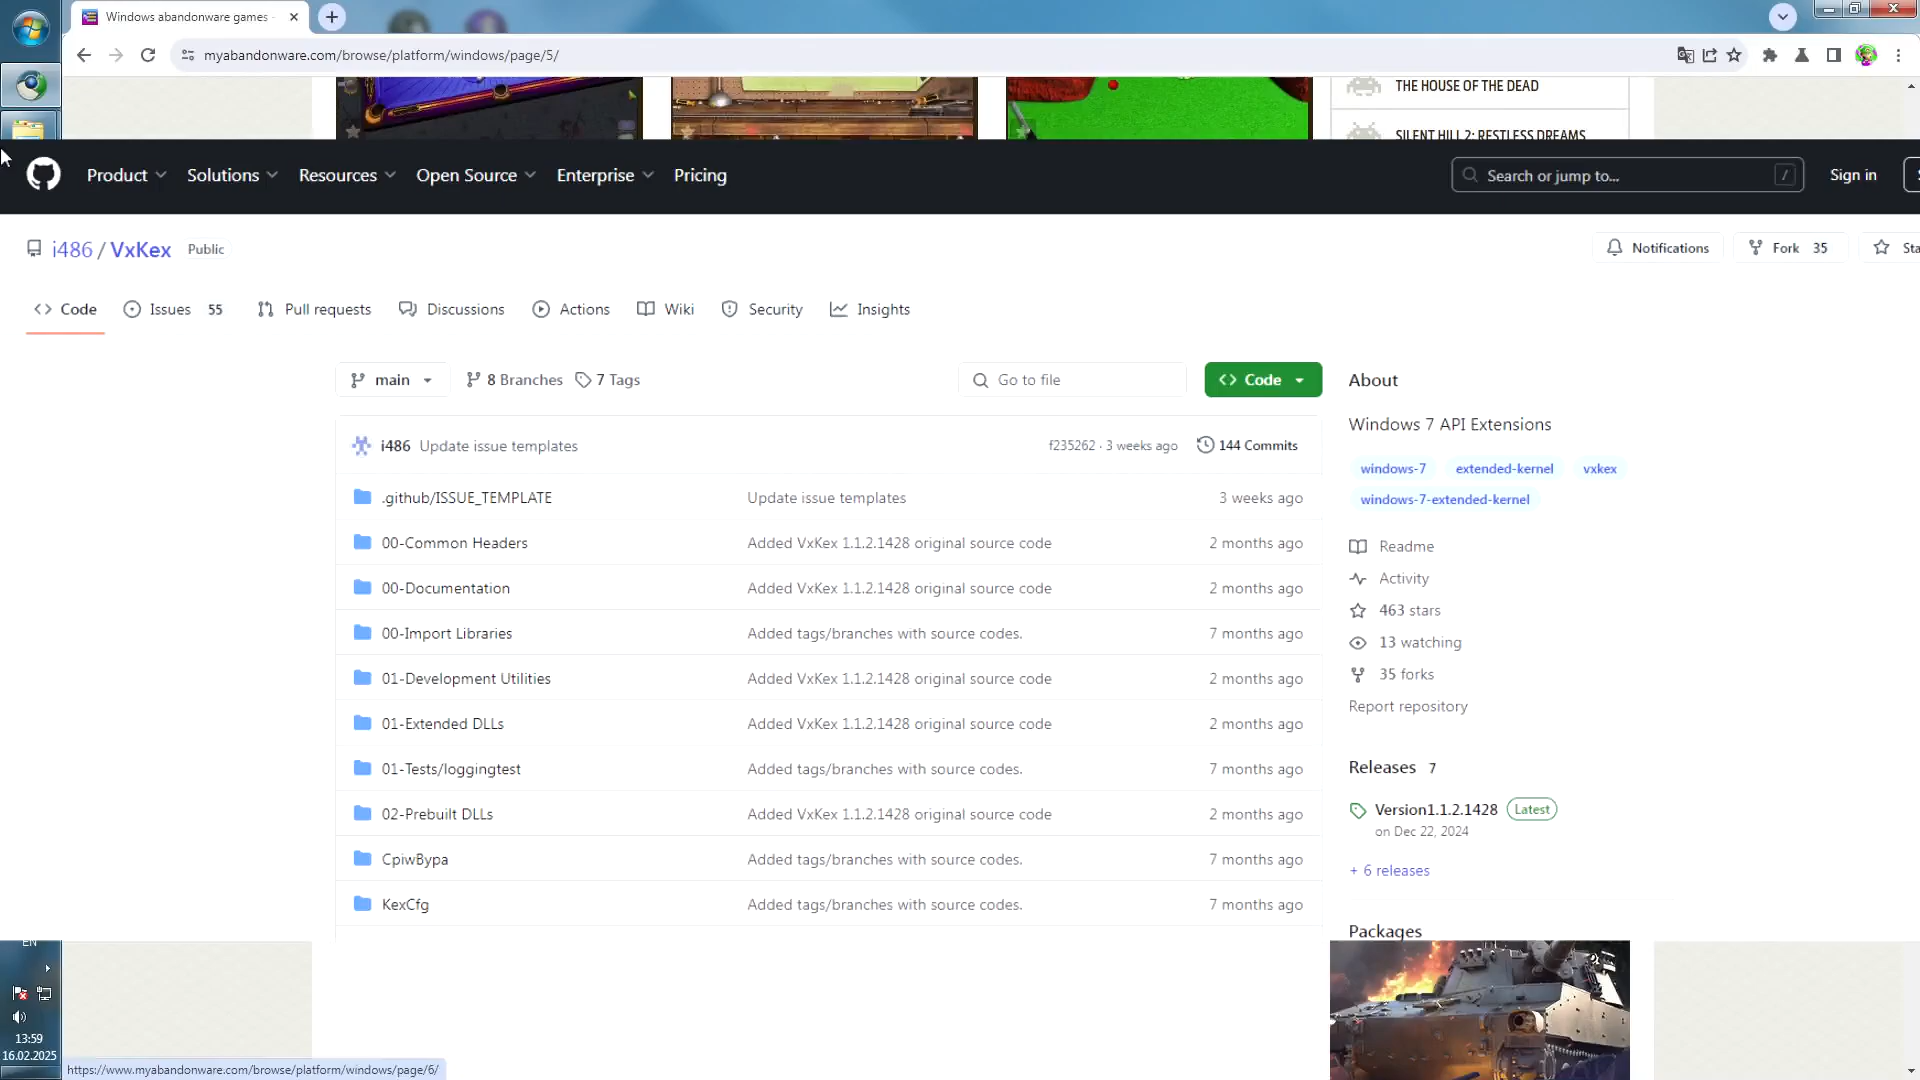 Windows abandonware games
myabandonware.com/browse/platform/windows/page/5/
THE HOUSE OF THE DEAD
SILENT HILL 2: RESTLESS DREAMS
Product
Solutions
Resources
Open Source
Enterprise
Pricing
Search or jump to...
/
Sign in
i486 / VxKex
Public
Notifications
Fork 35
Sta
Code
Issues 55
Pull requests
Discussions
Actions
Wiki
Security
Insights
main
8 Branches
7 Tags
Go to file
Code
i486 Update issue templates
f235262 · 3 weeks ago
144 Commits
.github/ISSUE_TEMPLATE Update issue templates 3 weeks ago
00-Common Headers Added VxKex 1.1.2.1428 original source code 2 months ago
00-Documentation Added VxKex 1.1.2.1428 original source code 2 months ago
00-Import Libraries Added tags/branches with source codes. 7 months ago
01-Development Utilities Added VxKex 1.1.2.1428 original source code 2 months ago
01-Extended DLLs Added VxKex 1.1.2.1428 original source code 2 months ago
01-Tests/loggingtest Added tags/branches with source codes. 7 months ago
02-Prebuilt DLLs Added VxKex 1.1.2.1428 original source code 2 months ago
CpiwBypa Added tags/branches with source codes. 7 months ago
KexCfg Added tags/branches with source codes. 7 months ago
About
Windows 7 API Extensions
windows-7 extended-kernel vxkex
windows-7-extended-kernel
Readme
Activity
463 stars
13 watching
35 forks
Report repository
Releases 7
Version1.1.2.1428 Latest
on Dec 22, 2024
+ 6 releases
Packages
EN
13:59
16.02.2025
https://www.myabandonware.com/browse/platform/windows/page/6/